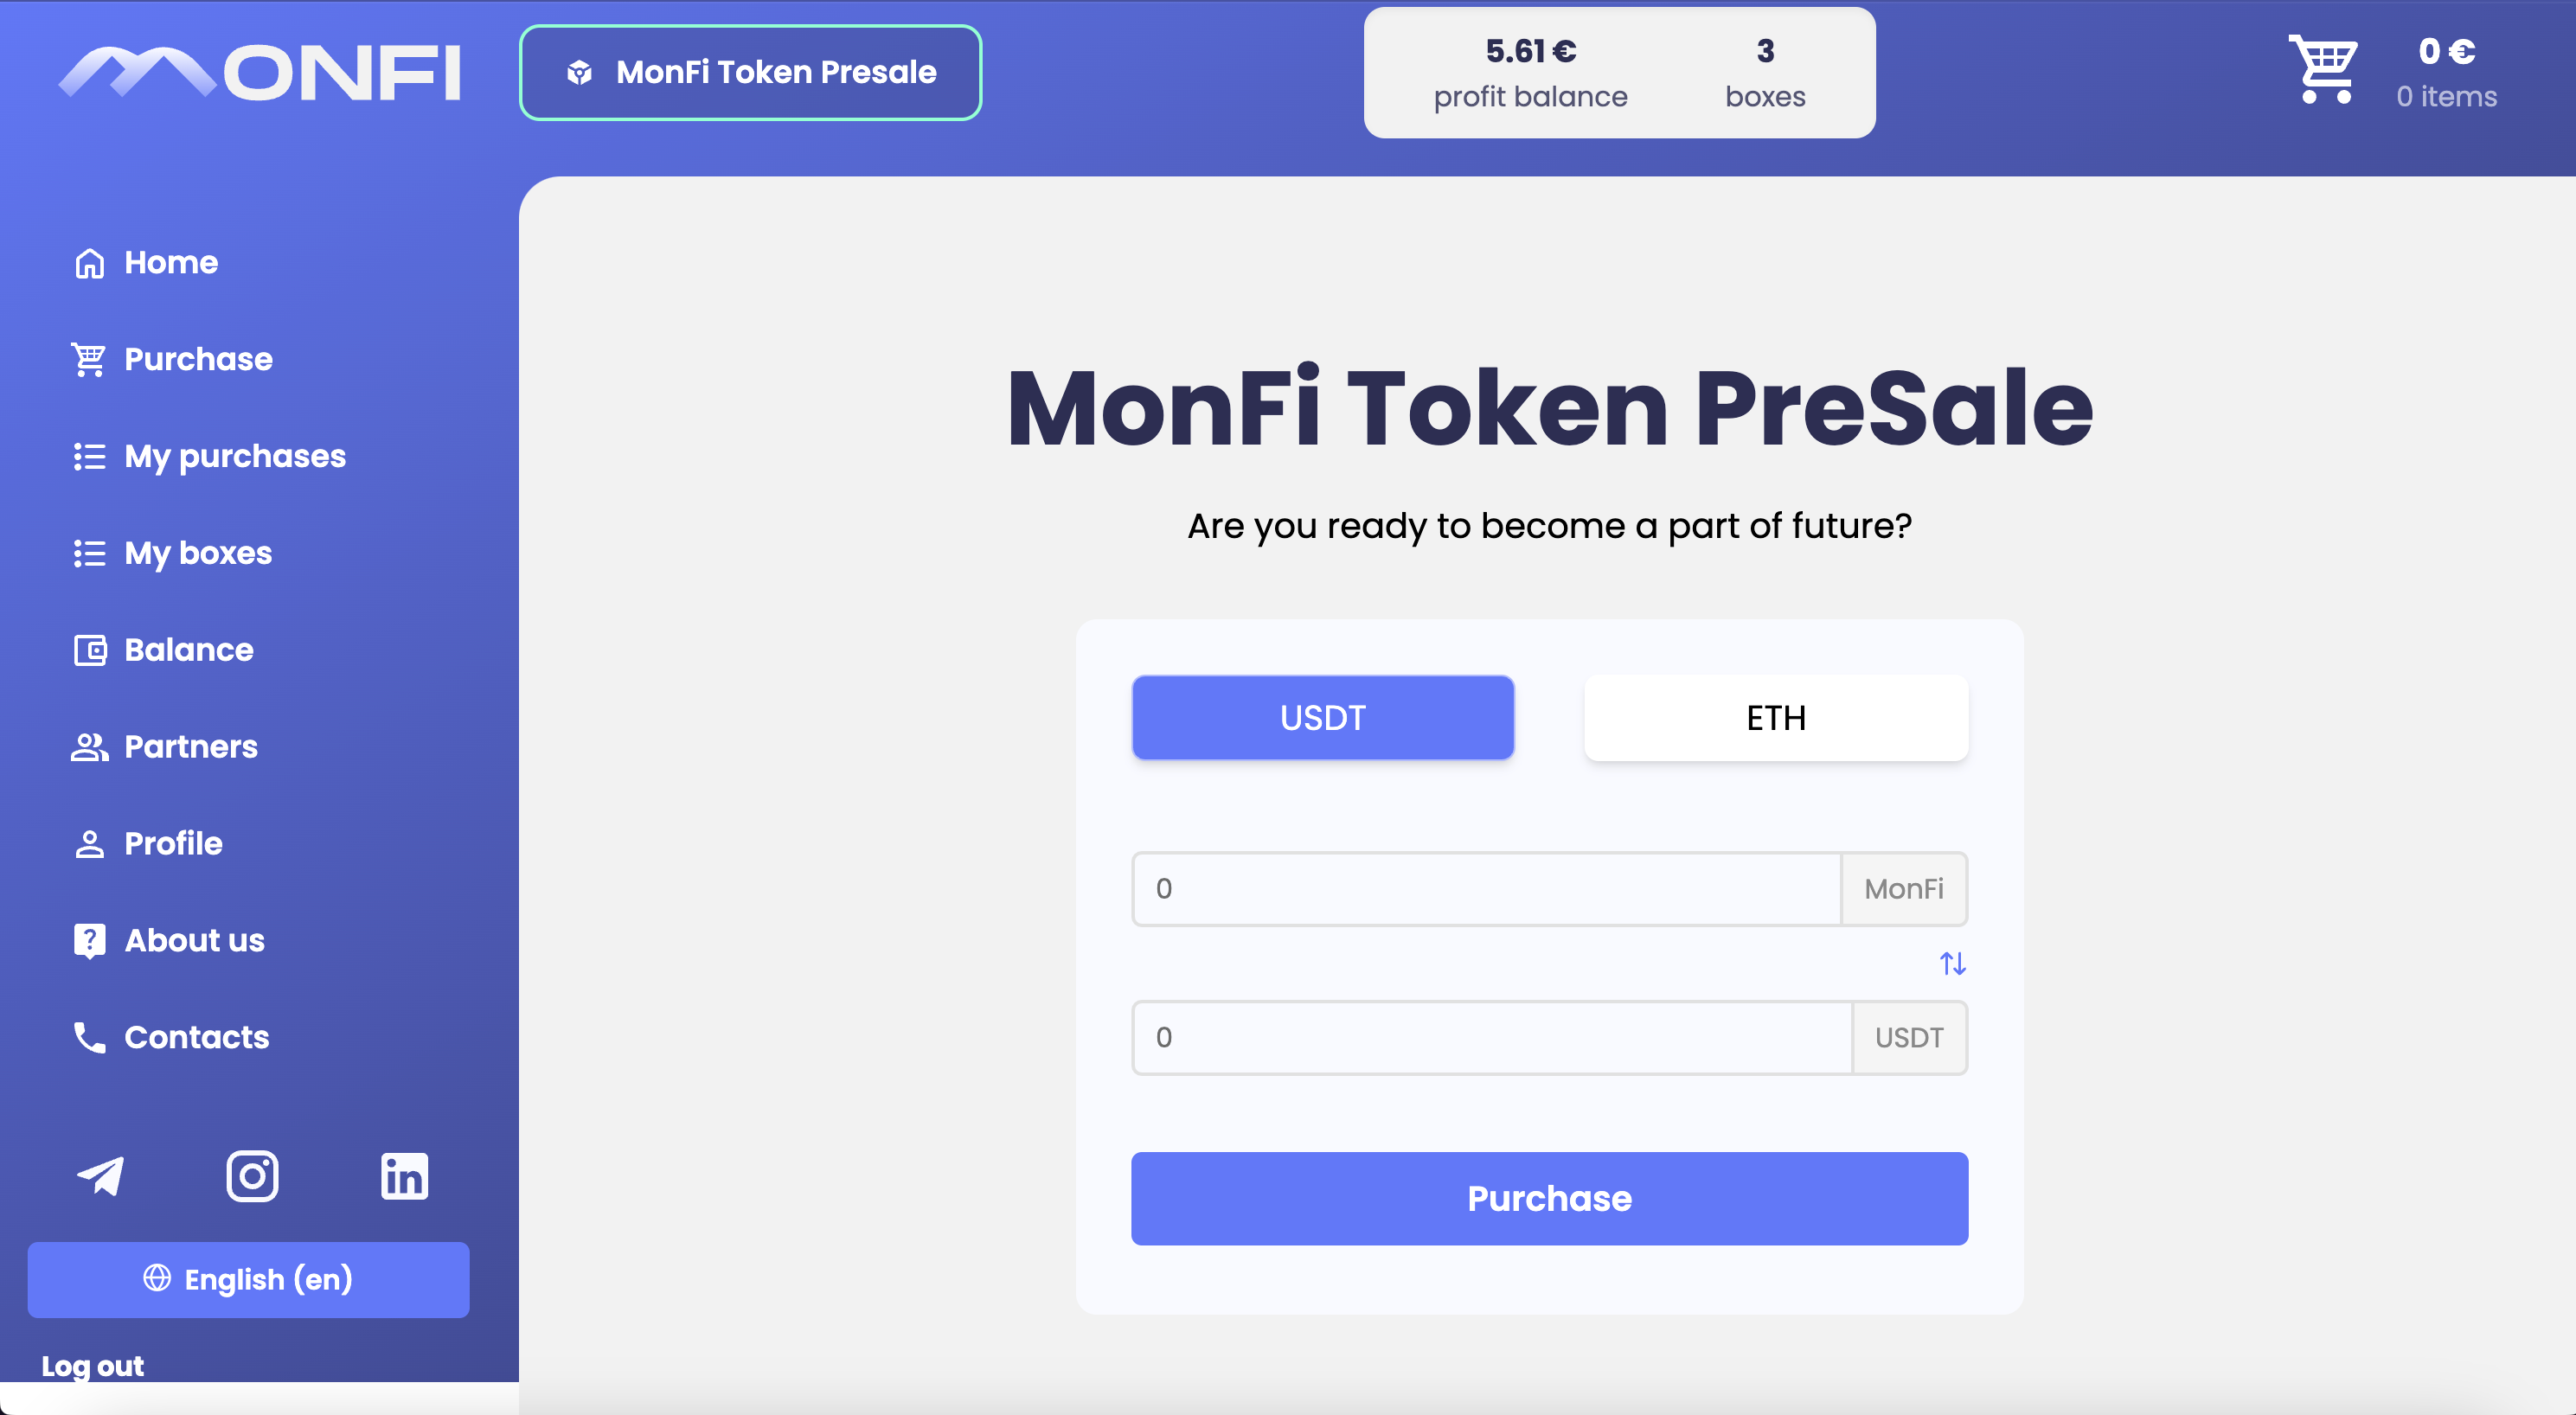 MONFI
MonFi Token Presale
5.61 €
profit balance
3
boxes
0 €
0 items
Home
Purchase
My purchases
My boxes
Balance
Partners
Profile
About us
Contacts
English (en)
Log out
MonFi Token PreSale
Are you ready to become a part of future?
USDT
ETH
0 MonFi
0 USDT
Purchase